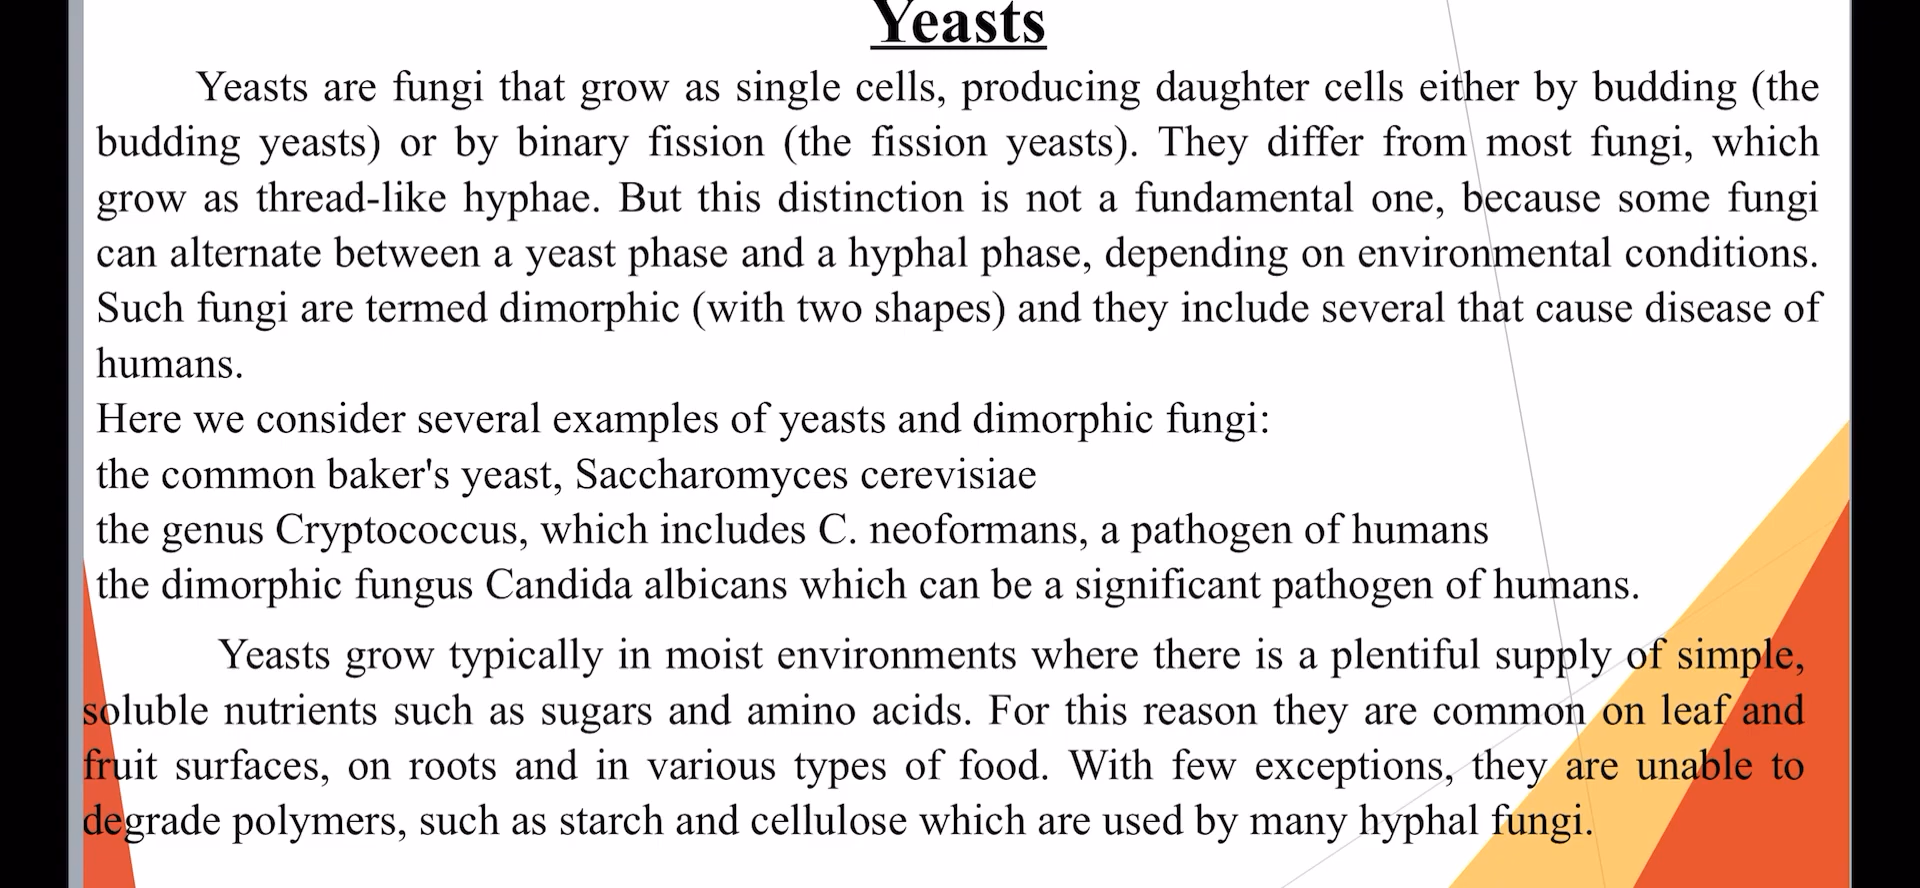 Yeasts
Yeasts are fungi that grow as single cells, producing daughter cells either by budding (the
budding yeasts) or by binary fission (the fission yeasts). They differ from most fungi, which
grow as thread-like hyphae. But this distinction is not a fundamental one, because some fungi
can alternate between a yeast phase and a hyphal phase, depending on environmental conditions.
Such fungi are termed dimorphic (with two shapes) and they include several that cause disease of
humans.
Here we consider several examples of yeasts and dimorphic fungi:
the common baker's yeast, Saccharomyces cerevisiae
the genus Cryptococcus, which includes C. neoformans, a pathogen of humans
the dimorphic fungus Candida albicans which can be a significant pathogen of humans.
Yeasts grow typically in moist environments where there is a plentiful supply of simple,
soluble nutrients such as sugars and amino acids. For this reason they are common on leaf and
fruit surfaces, on roots and in various types of food. With few exceptions, they are unable to
degrade polymers, such as starch and cellulose which are used by many hyphal fungi.